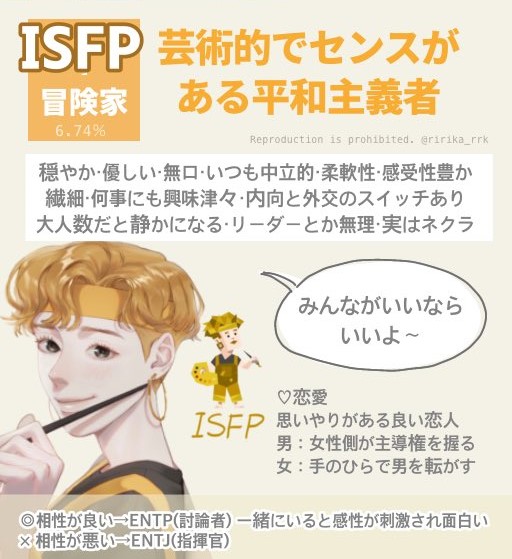 ISFP
冒険家
6.74%
芸術的でセンスが
ある平和主義者
Reproduction is prohibited. @ririka_rrk
穏やか·優しい·無口·いつも中立的·柔軟性·感受性豊か
繊細·何事にも興味津々·内向と外交のスイッチあり
大人数だと静かになる·リーダーとか無理·実はネクラ
みんながいいなら
いいよ～
ISFP
♡恋愛
思いやりがある良い恋人
男：女性側が主導権を握る
女：手のひらで男を転がす
◎相性が良い→ENTP(討論者) 一緒にいると感性が刺激され面白い
×相性が悪い→ENTJ(指揮官)